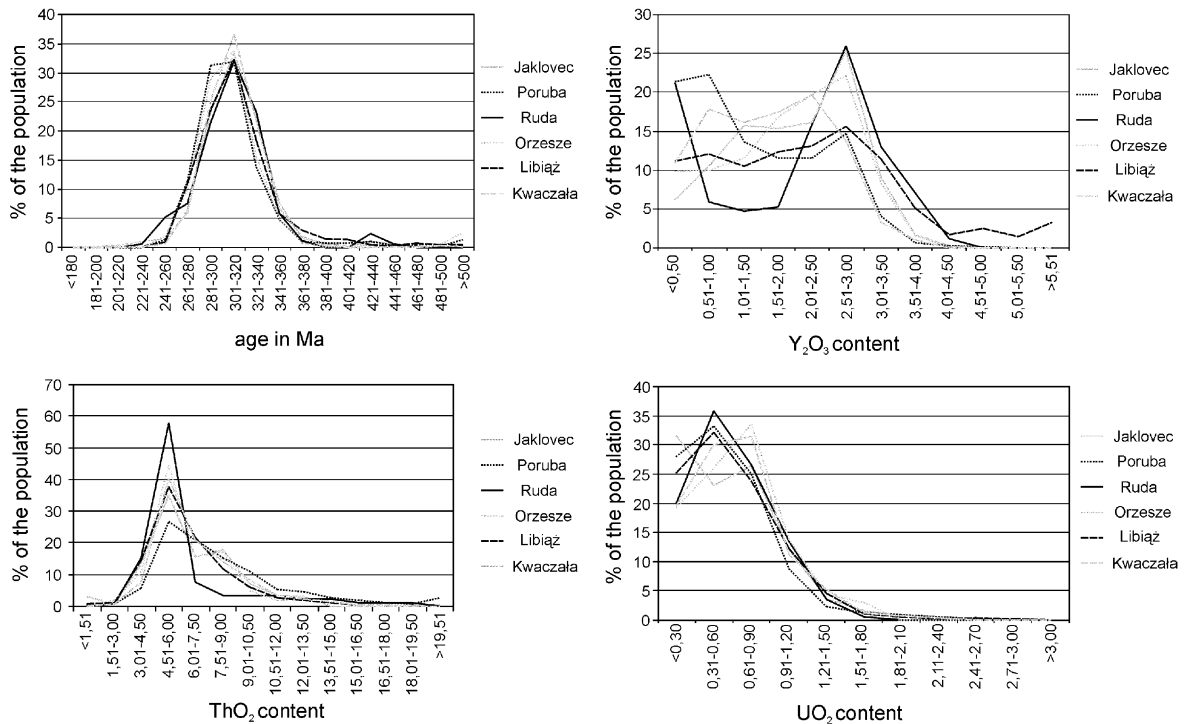 % of the population
40
35
30
25
20
15
10
5
0
<180
181-200
201-220
221-240
241-260
261-280
281-300
301-320
321-340
341-360
361-380
381-400
401-420
421-440
441-460
461-480
481-500
>500
age in Ma
Jaklovec
Poruba
Ruda
Orzesze
Libiąż
Kwaczała
% of the population
30
25
20
15
10
5
0
<0,50
0,51-1,00
1,01-1,50
1,51-2,00
2,01-2,50
2,51-3,00
3,01-3,50
3,51-4,00
4,01-4,50
4,51-5,00
5,01-5,50
>5,51
Y₂O₃ content
Jaklovec
Poruba
Ruda
Orzesze
Libiąż
Kwaczała
% of the population
70
60
50
40
30
20
10
0
<1,51
1,51-3,00
3,01-4,50
4,51-6,00
6,01-7,50
7,51-9,00
9,01-10,50
10,51-12,00
12,01-13,50
13,51-15,00
15,01-16,50
16,51-18,00
18,01-19,50
>19,51
ThO₂ content
Jaklovec
Poruba
Ruda
Orzesze
Libiąż
Kwaczała
% of the population
40
35
30
25
20
15
10
5
0
<0,30
0,31-0,60
0,61-0,90
0,91-1,20
1,21-1,50
1,51-1,80
1,81-2,10
2,11-2,40
2,41-2,70
2,71-3,00
>3,00
UO₂ content
Jaklovec
Poruba
Ruda
Orzesze
Libiąż
Kwaczała